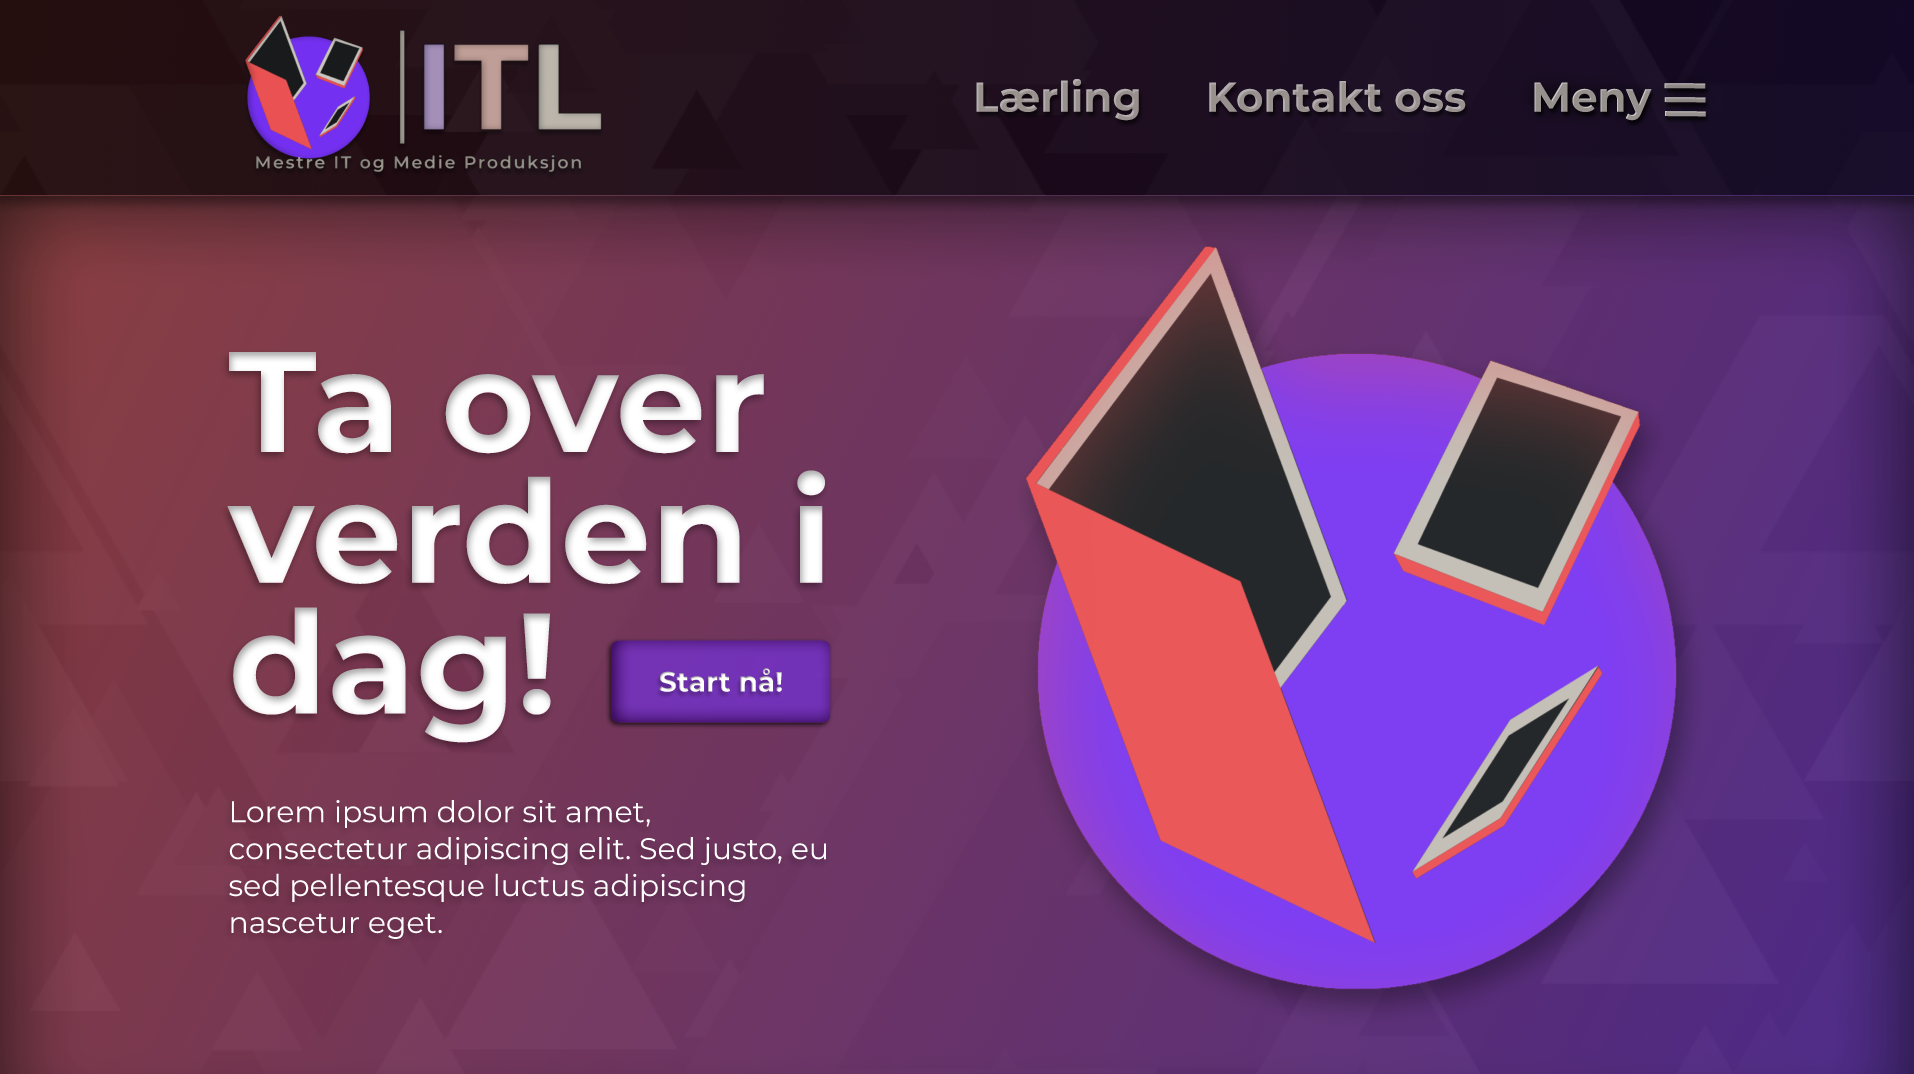 ITL
Mestre IT og Medie Produksjon
Lærling
Kontakt oss
Meny
Ta over
verden i
dag!
Start nå!
Lorem ipsum dolor sit amet,
consectetur adipiscing elit. Sed justo, eu
sed pellentesque luctus adipiscing
nascetur eget.